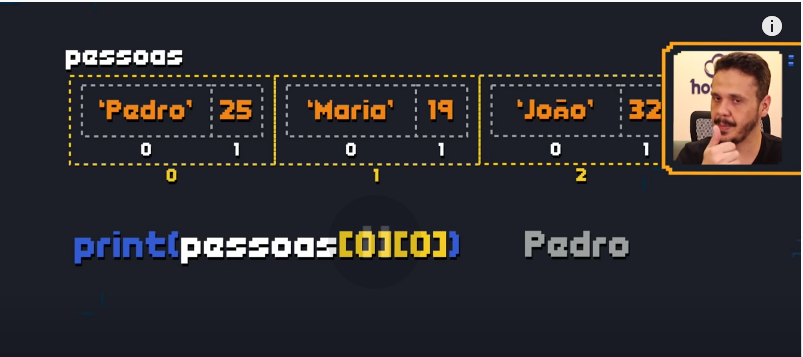 pessoas
'Pedro' 25 'Maria' 19 'João' 32
0 1 0 1 0 1
0 1 2
print(pessoas[0][0]) Pedro